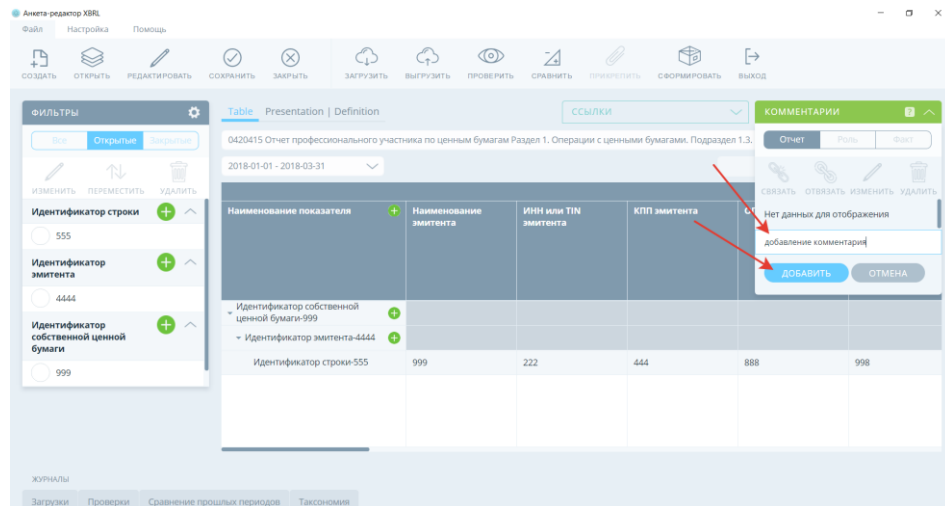 Анкета-редактор XBRL
Файл Настройка Помощь
СОЗДАТЬ ОТКРЫТЬ РЕДАКТИРОВАТЬ СОХРАНИТЬ ЗАКРЫТЬ ЗАГРУЗИТЬ ВЫГРУЗИТЬ ПРОВЕРИТЬ СРАВНИТЬ ПРИКРЕПИТЬ СФОРМИРОВАТЬ ВЫХОД
ФИЛЬТРЫ
Все Открытые Закрытые
ИЗМЕНИТЬ ПЕРЕМЕСТИТЬ УДАЛИТЬ
Идентификатор строки
555
Идентификатор
эмитента
4444
Идентификатор
собственной ценной
бумаги
999
Table Presentation | Definition
ССЫЛКИ
0420415 Отчет профессионального участника по ценным бумагам Раздел 1. Операции с ценными бумагами. Подраздел 1.3.
2018-01-01 - 2018-03-31
Наименование показателя
Наименование
эмитента
ИНН или TIN
эмитента
КПП эмитента
Идентификатор собственной
ценной бумаги-999
Идентификатор эмитента-4444
Идентификатор строки-555 999 222 444 888 998
КОММЕНТАРИИ
Отчет Роль Факт
СВЯЗАТЬ ОТВЯЗАТЬ ИЗМЕНИТЬ УДАЛИТЬ
Нет данных для отображения
добавление комментария
ДОБАВИТЬ ОТМЕНА
ЖУРНАЛЫ
Загрузки Проверки Сравнение прошлых периодов Таксономия